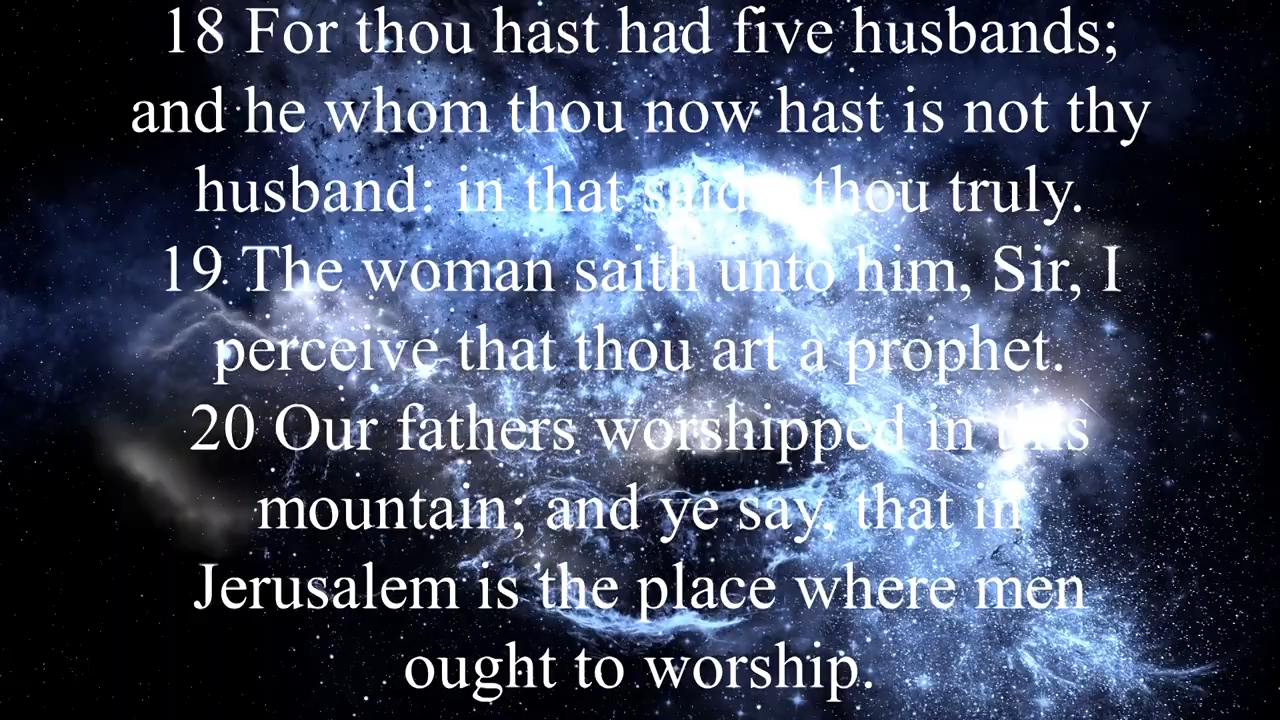 18 For thou hast had five husbands;
and he whom thou now hast is not thy
husband: in that saidst thou truly.
19 The woman saith unto him, Sir, I
perceive that thou art a prophet.
20 Our fathers worshipped in this
mountain; and ye say, that in
Jerusalem is the place where men
ought to worship.